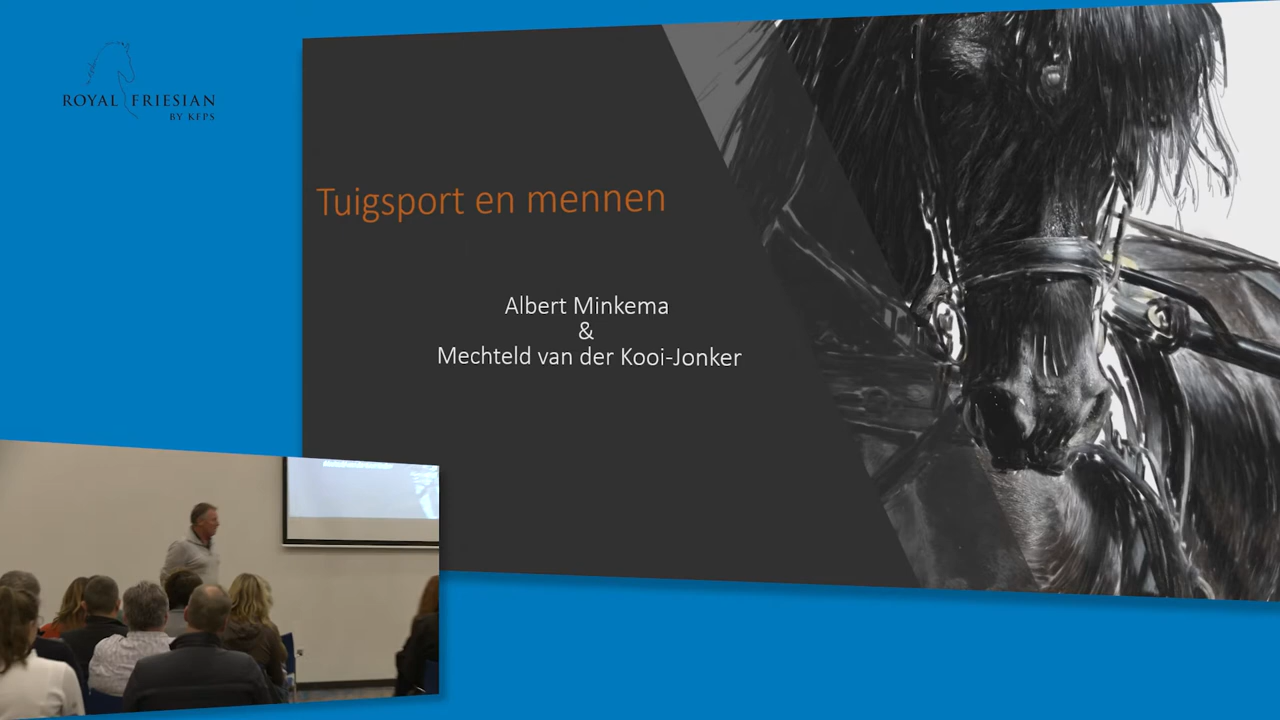 ROYAL FRIESIAN
BY KFPS
Tuigsport en mennen
Albert Minkema
&
Mechteld van der Kooi-Jonker